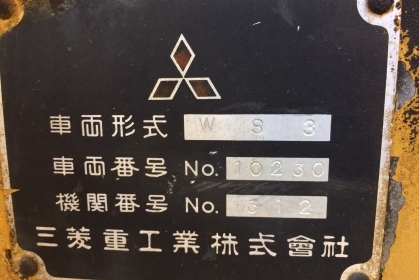 車両形式 WS3
車両番号 No. 10230
機関番号 No. 312
三菱重工業株式會社